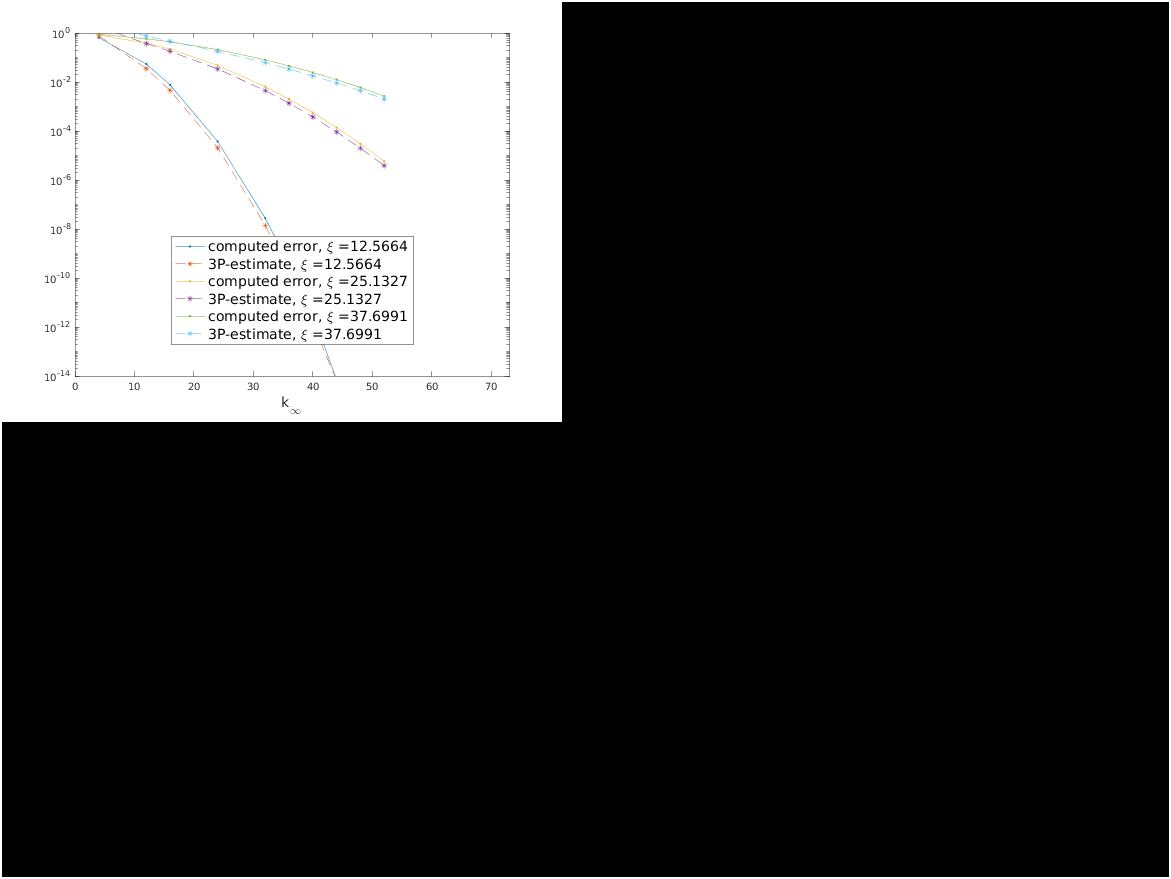 10^0
10^-2
10^-4
10^-6
10^-8
10^-10
10^-12
10^-14
computed error, ξ =12.5664
3P-estimate, ξ =12.5664
computed error, ξ =25.1327
3P-estimate, ξ =25.1327
computed error, ξ =37.6991
3P-estimate, ξ =37.6991
0 10 20 30 40 50 60 70
k_∞